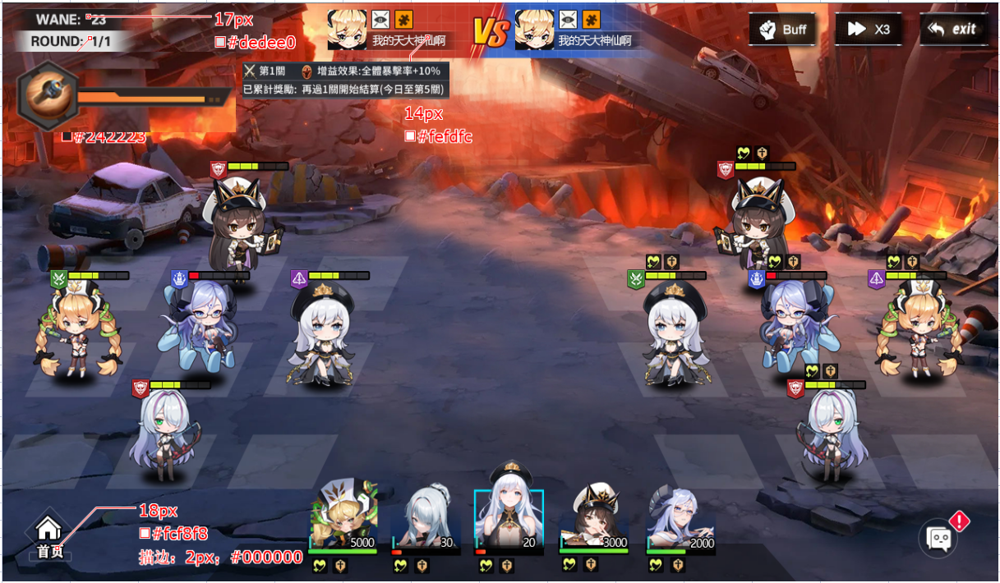 WANE: 23
17px
ROUND: 1/1
#dedee0
我的天大神仙啊
VS
我的天大神仙啊
Buff
X3
exit
第1關 增益效果:全體暴擊率+10%
已累計獎勵: 再過1關開始結算(今日至第5關)
14px
#fefdfc
#242223
18px
#fcf8f8
首页
描边：2px；#000000
5000
30
20
3000
2000